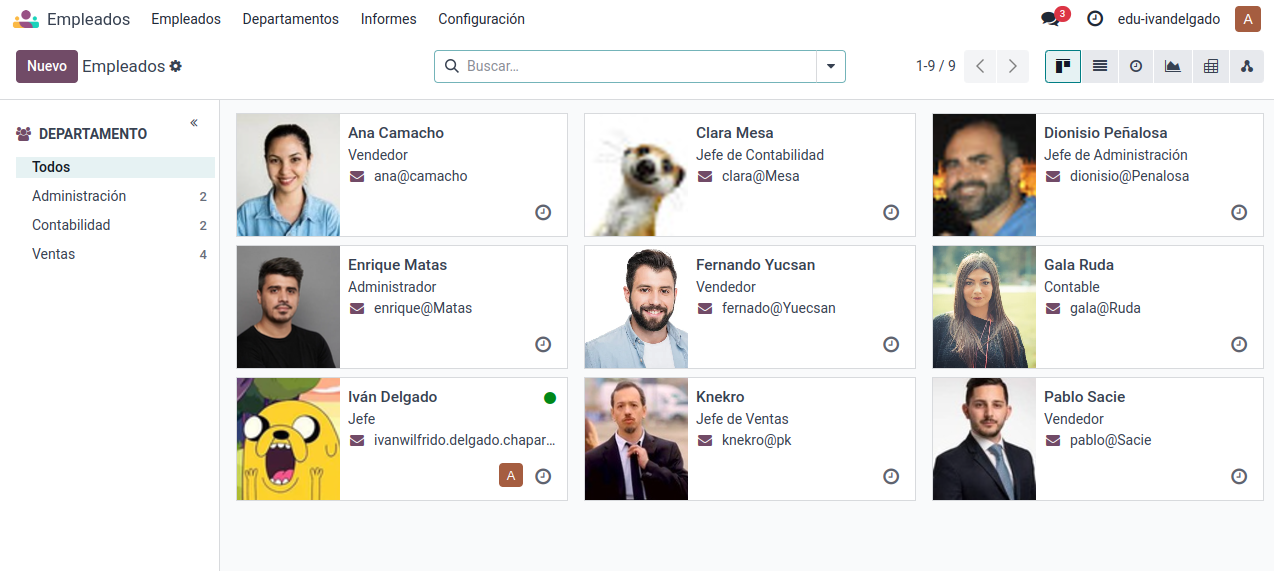 Empleados Empleados Departamentos Informes Configuración 3 edu-ivandelgado A
Nuevo Empleados Buscar... 1-9 / 9
«
DEPARTAMENTO
Todos
Administración 2
Contabilidad 2
Ventas 4
Ana Camacho
Vendedor
ana@camacho
Clara Mesa
Jefe de Contabilidad
clara@Mesa
Dionisio Peñalosa
Jefe de Administración
dionisio@Penalosa
Enrique Matas
Administrador
enrique@Matas
Fernando Yucsan
Vendedor
fernado@Yuecsan
Gala Ruda
Contable
gala@Ruda
Iván Delgado
Jefe
ivanwilfrido.delgado.chapar...
A
Knekro
Jefe de Ventas
knekro@pk
Pablo Sacie
Vendedor
pablo@Sacie